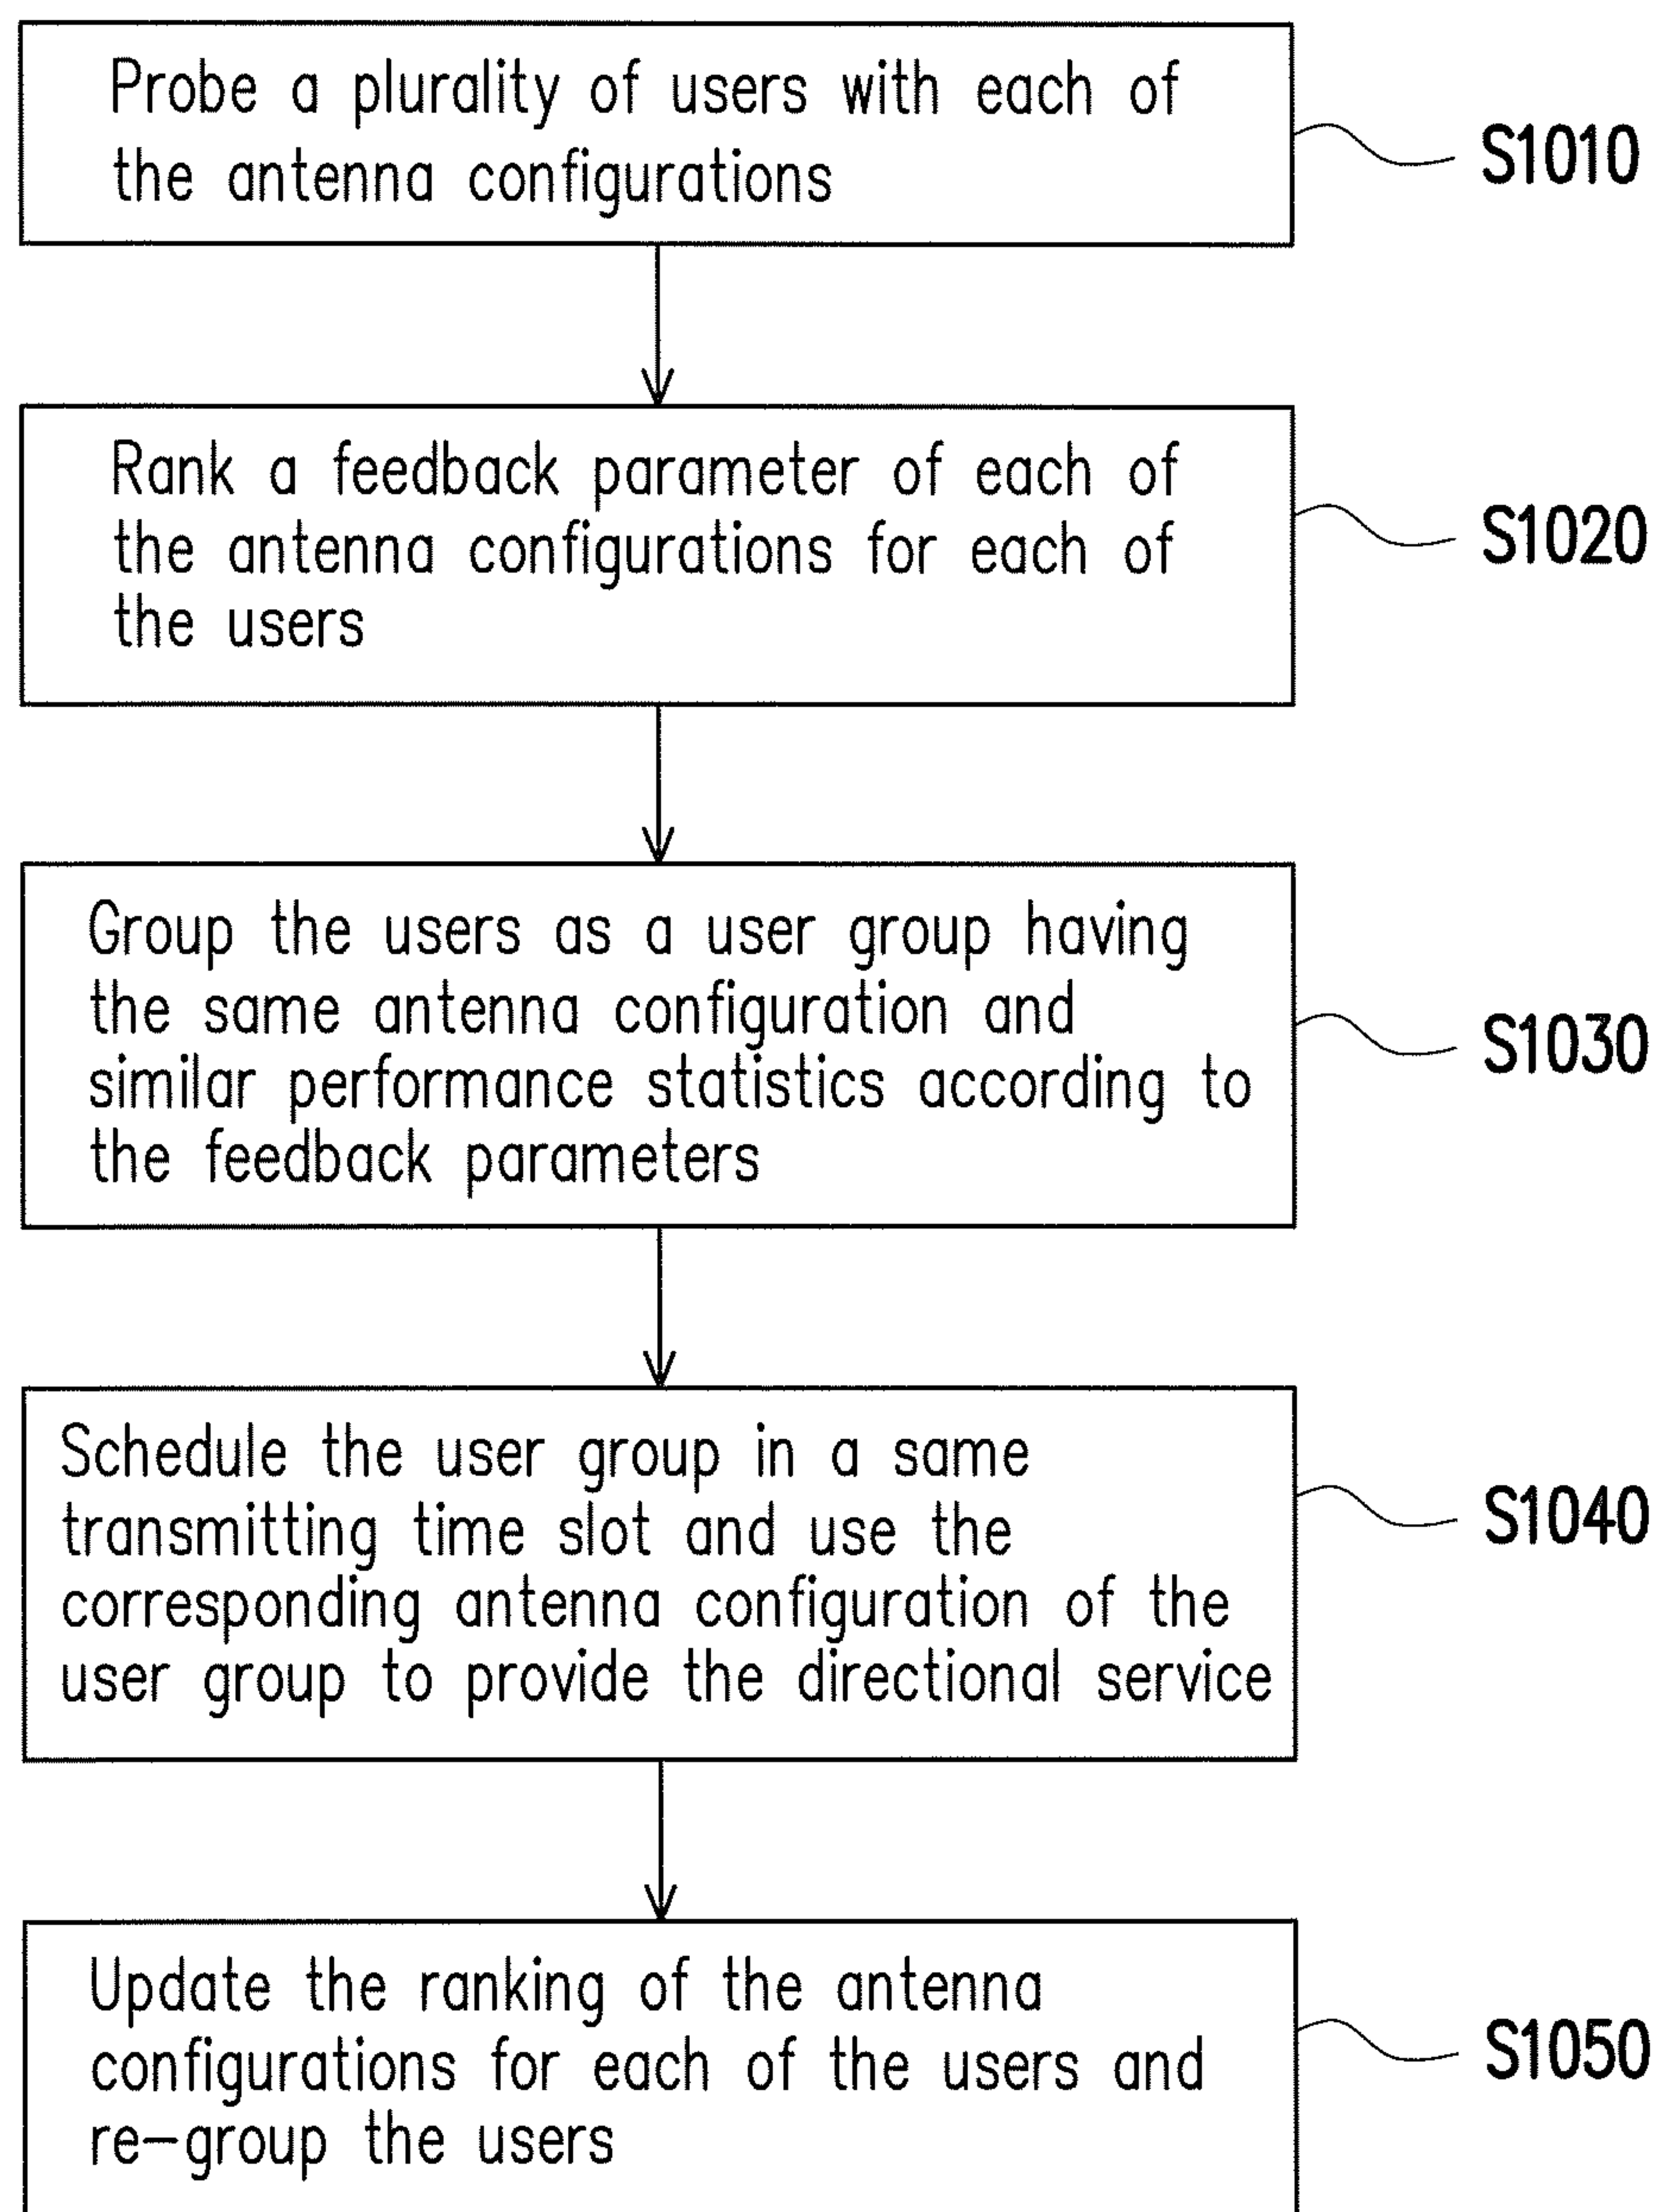 Probe a plurality of users with each of
the antenna configurations
S1010
Rank a feedback parameter of each of
the antenna configurations for each of
the users
S1020
Group the users as a user group having
the same antenna configuration and
similar performance statistics according to
the feedback parameters
S1030
Schedule the user group in a same
transmitting time slot and use the
corresponding antenna configuration of the
user group to provide the directional service
S1040
Update the ranking of the antenna
configurations for each of the users and
re-group the users
S1050